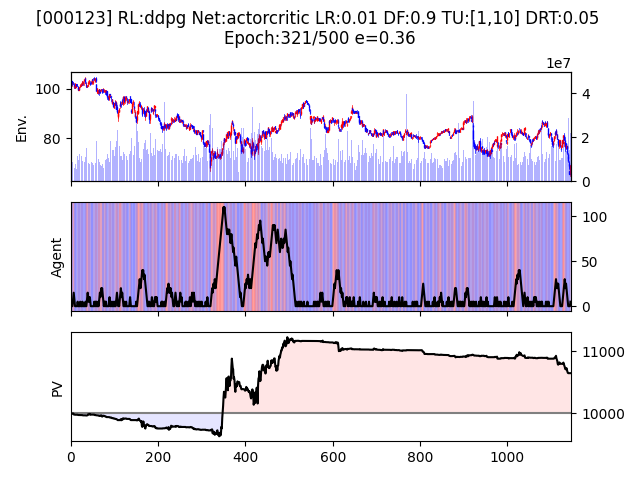 [000123] RL:ddpg Net:actorcritic LR:0.01 DF:0.9 TU:[1,10] DRT:0.05
Epoch:321/500 e=0.36
1e7
Env.
100
80
4
2
0
Agent
100
50
0
PV
11000
10000
0 200 400 600 800 1000